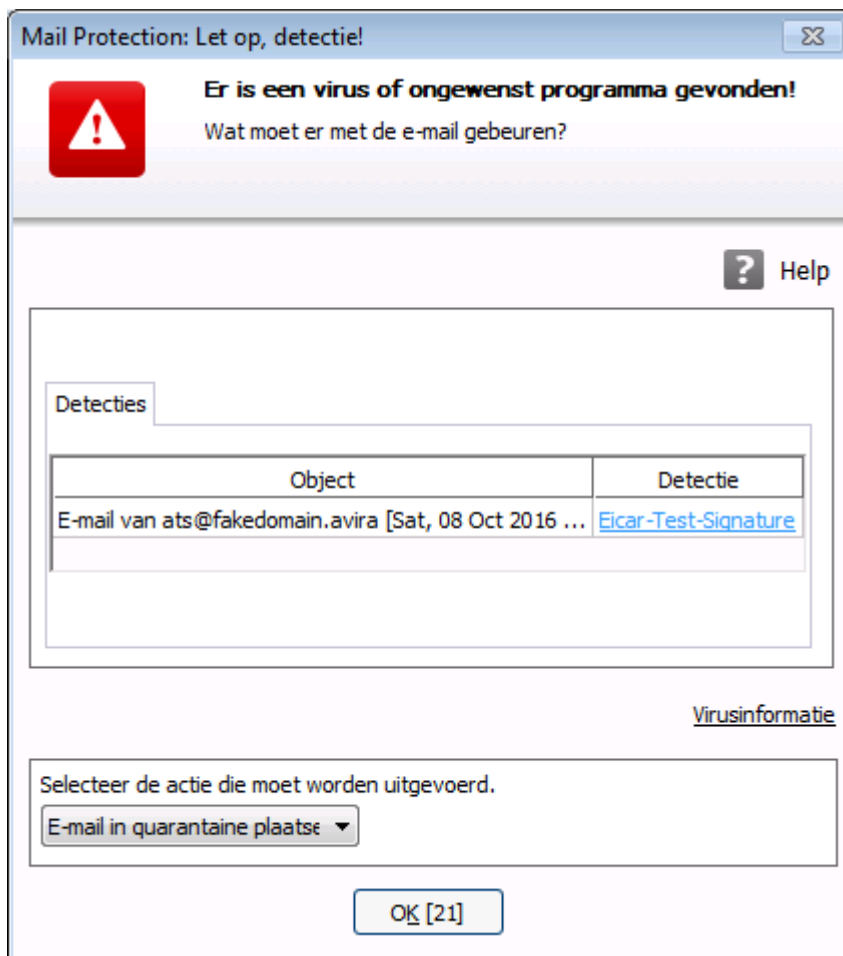 Mail Protection: Let op, detectie!
Er is een virus of ongewenst programma gevonden!
Wat moet er met de e-mail gebeuren?
? Help
Detecties
Object Detectie
E-mail van ats@fakedomain.avira [Sat, 08 Oct 2016 ... Eicar-Test-Signature
Virusinformatie
Selecteer de actie die moet worden uitgevoerd.
E-mail in quarantaine plaatse
OK [21]